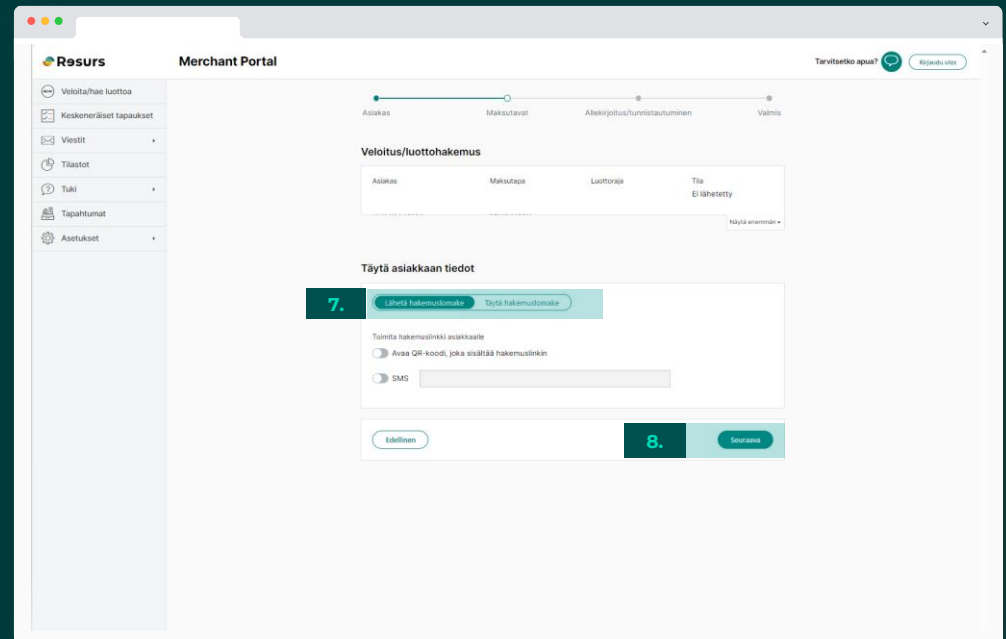 Resurs
Merchant Portal
Tarvitsetko apua?
Kirjaudu ulos
Veloita/hae luottoa
Keskeneräiset tapaukset
Viestit
Tilastot
Tuki
Tapahtumat
Asetukset
Asiakas
Maksutavat
Allekirjoitus/tunnistautuminen
Valmis
Veloitus/luottohakemus
Asiakas
Maksutapa
Luottoraja
Tila
Ei lähetetty
Näytä enemmän
Täytä asiakkaan tiedot
7.
Lähetä hakemuslomake
Täytä hakemuslomake
Toimita hakemuslinkki asiakkaalle
Avaa QR-koodi, joka sisältää hakemuslinkin
SMS
Edellinen
8.
Seuraava